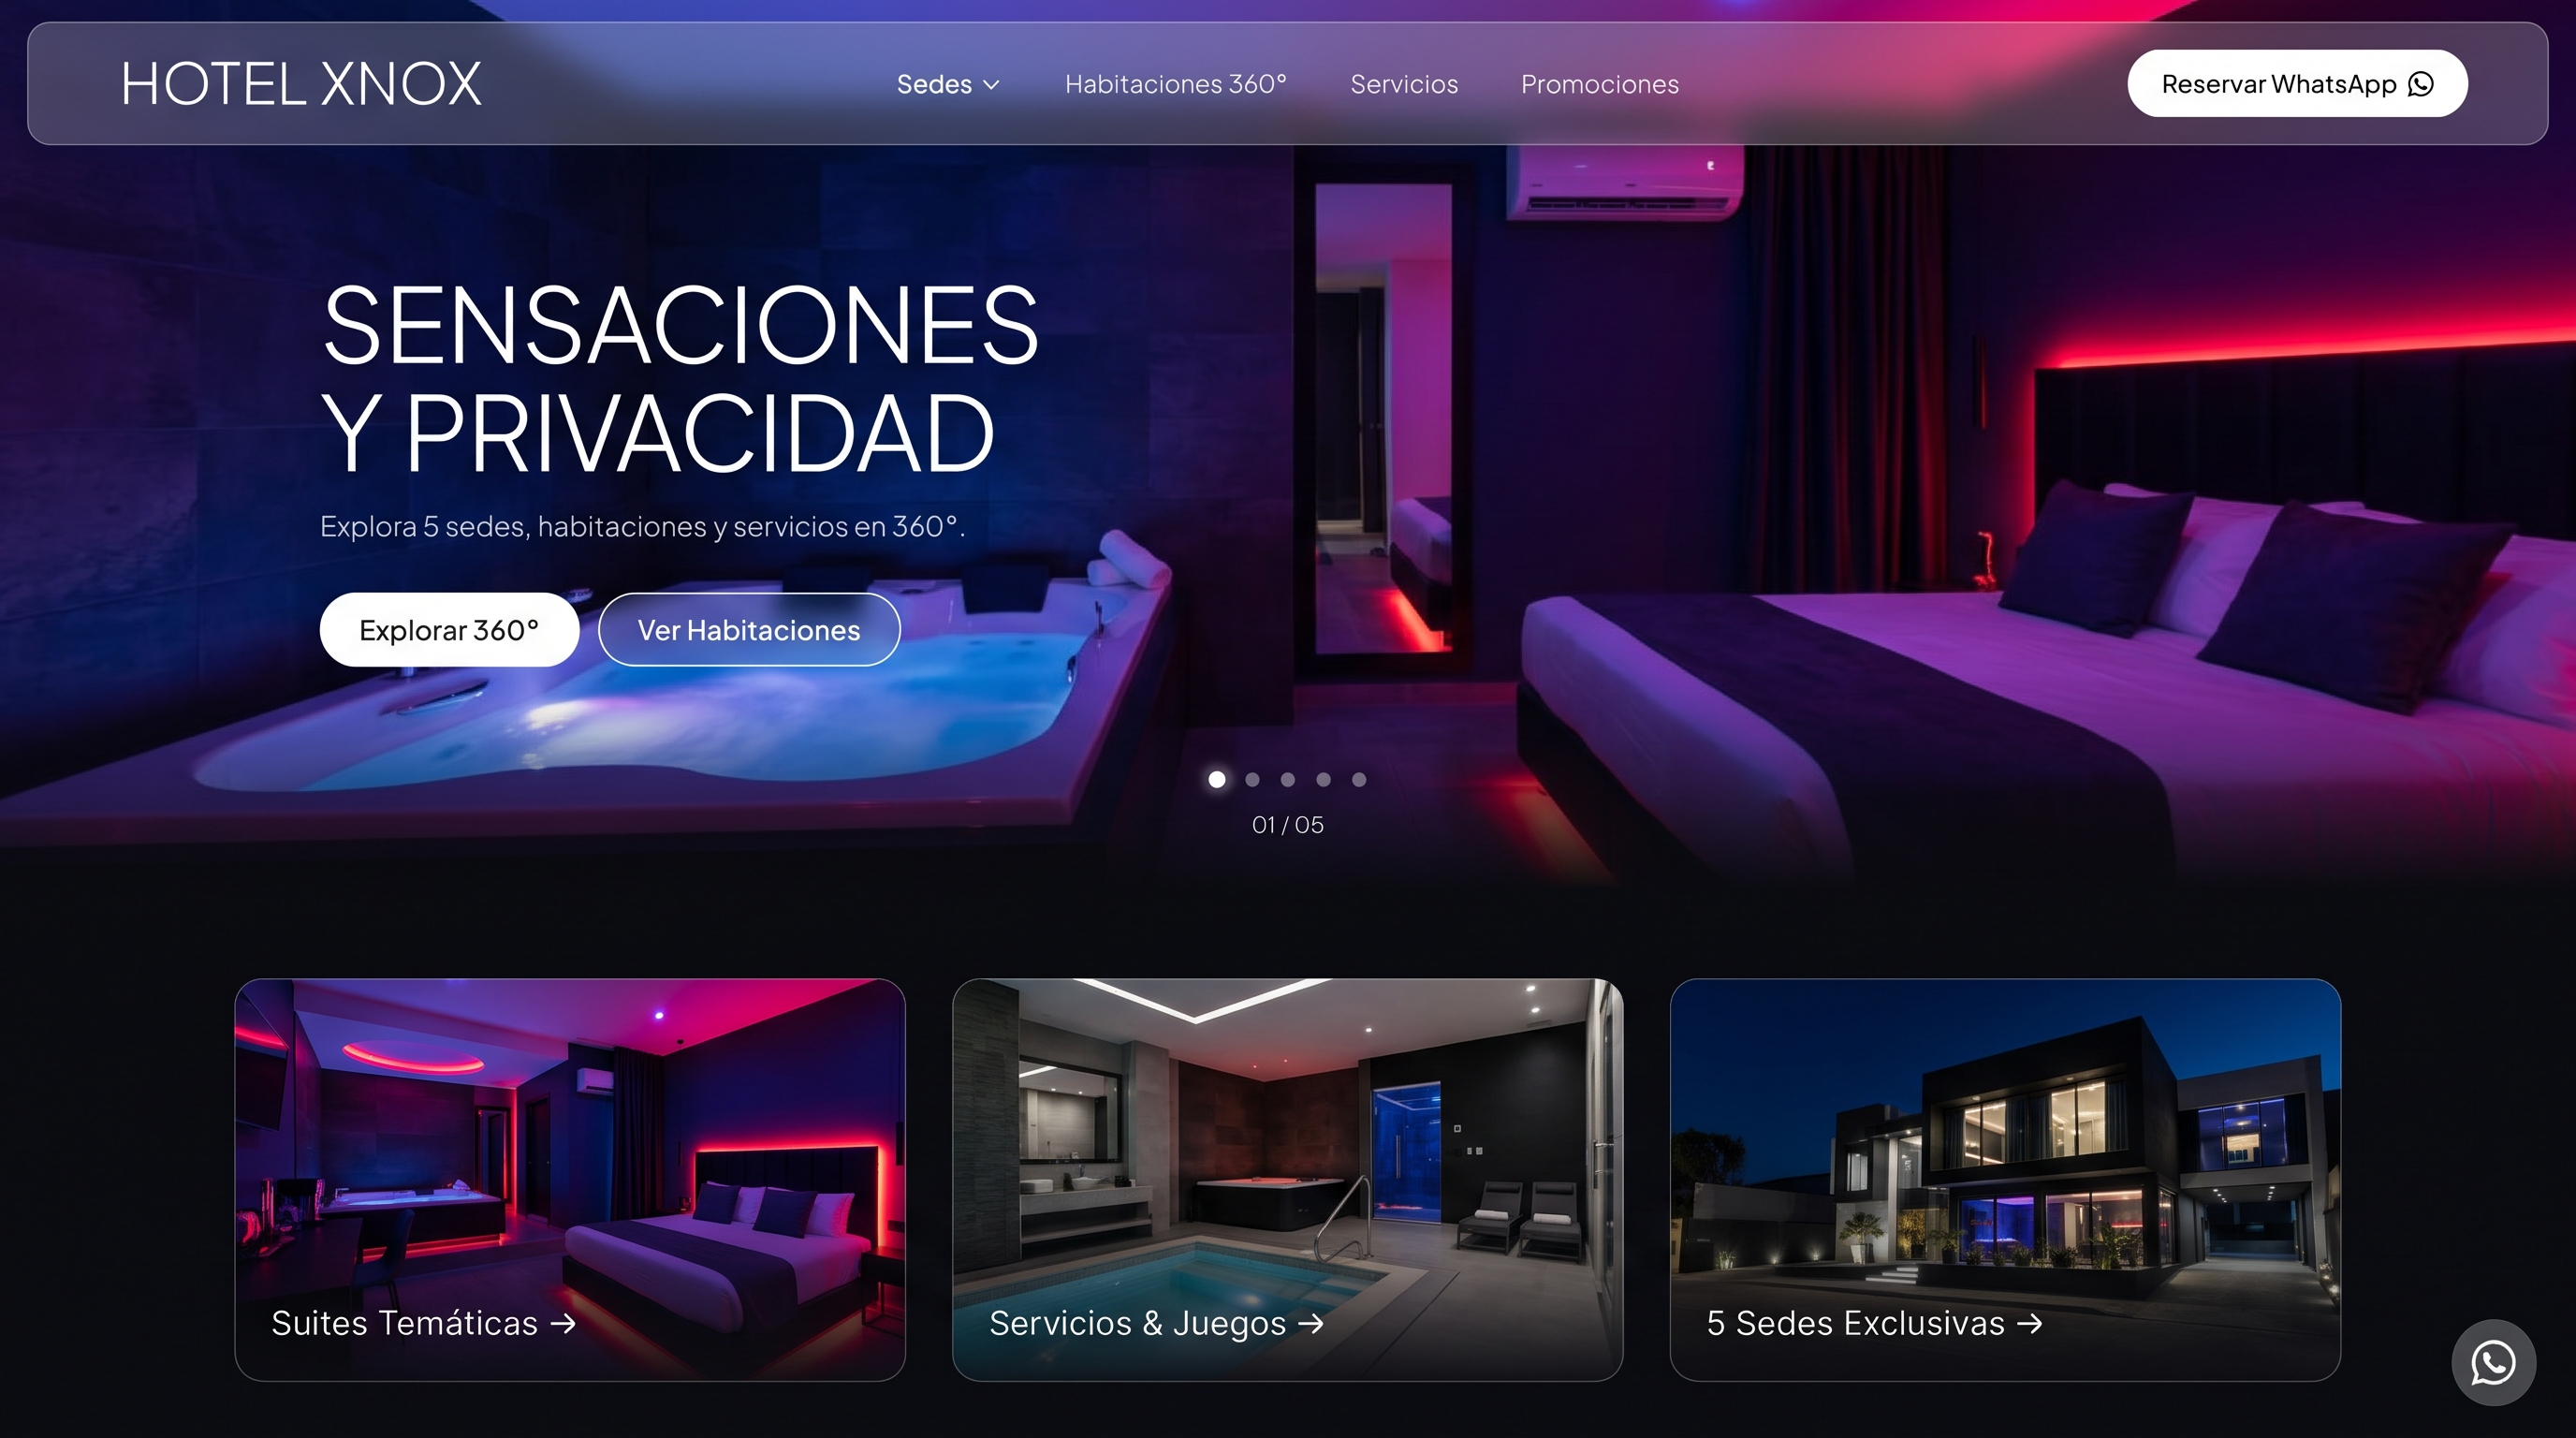 HOTEL XNOX
Sedes
Habitaciones 360°
Servicios
Promociones
Reservar WhatsApp
SENSACIONES
Y PRIVACIDAD
Explora 5 sedes, habitaciones y servicios en 360°.
Explorar 360°
Ver Habitaciones
01 / 05
Suites Temáticas →
Servicios & Juegos →
5 Sedes Exclusivas →